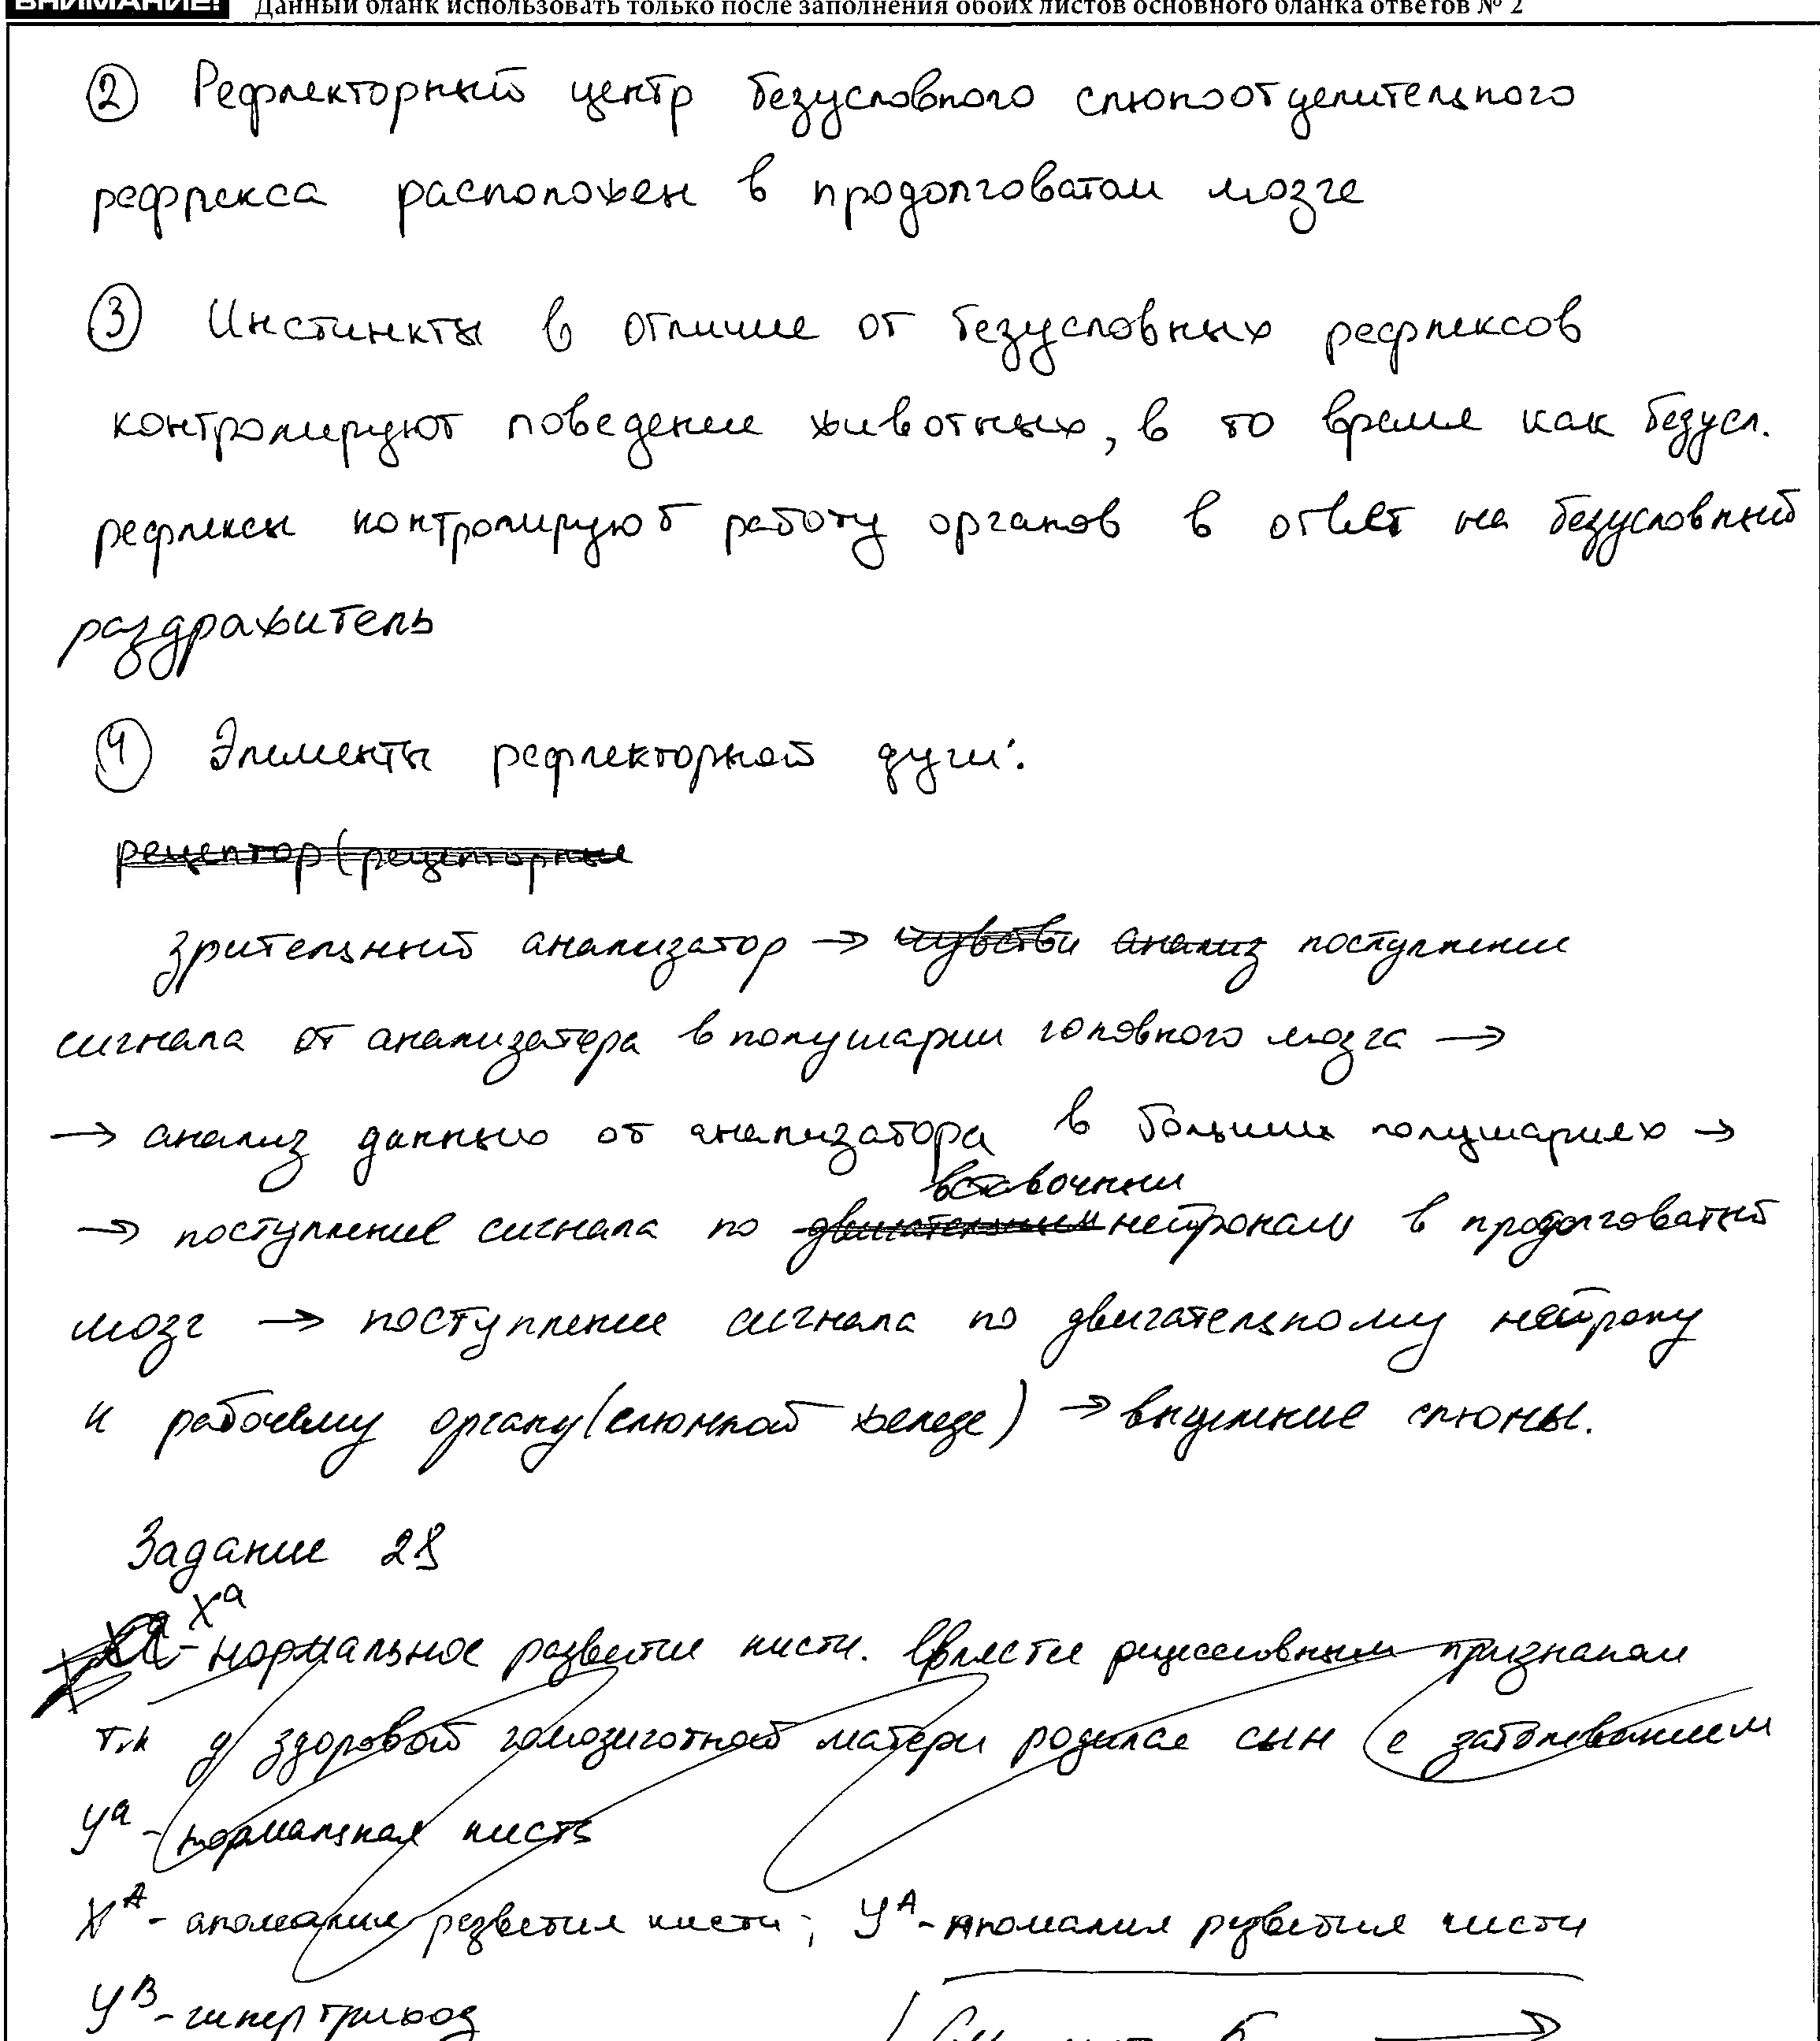 ВНИМАНИЕ! Данный бланк использовать только после заполнения обоих листов основного бланка ответов № 2
② Рефлекторный центр безусловного слюноотделительного
рефлекса расположен в продолговатом мозге
③ Инстинкты в отличие от безусловных рефлексов
контролируют поведение животных, в то время как безусл.
рефлексы контролируют работу органов в ответ на безусловный
раздражитель
④ Элементы рефлекторной дуги:
рецептор (рецепторные
зрительный анализатор → чувстви анализ поступление
сигнала от анализатора в полушарии головного мозга →
→ анализ данных от анализатора в больших полушариях →
вставочным
→ поступление сигнала по двигательным нейронам в продолговатый
мозг → поступление сигнала по двигательному нейрону
к рабочему органу (слюнной железе) → выделение слюны.
Задание 28
Xᵃ
- нормальное развитие кисти. рецессивным признаком
т.к у здоровой гомозиготной матери родился сын с заболеванием
Yᵃ - нормальная кисть
Xᴬ - аномалия развития кисти; Yᴬ - аномалия развития кисти
Yᴮ - гипертрихоз